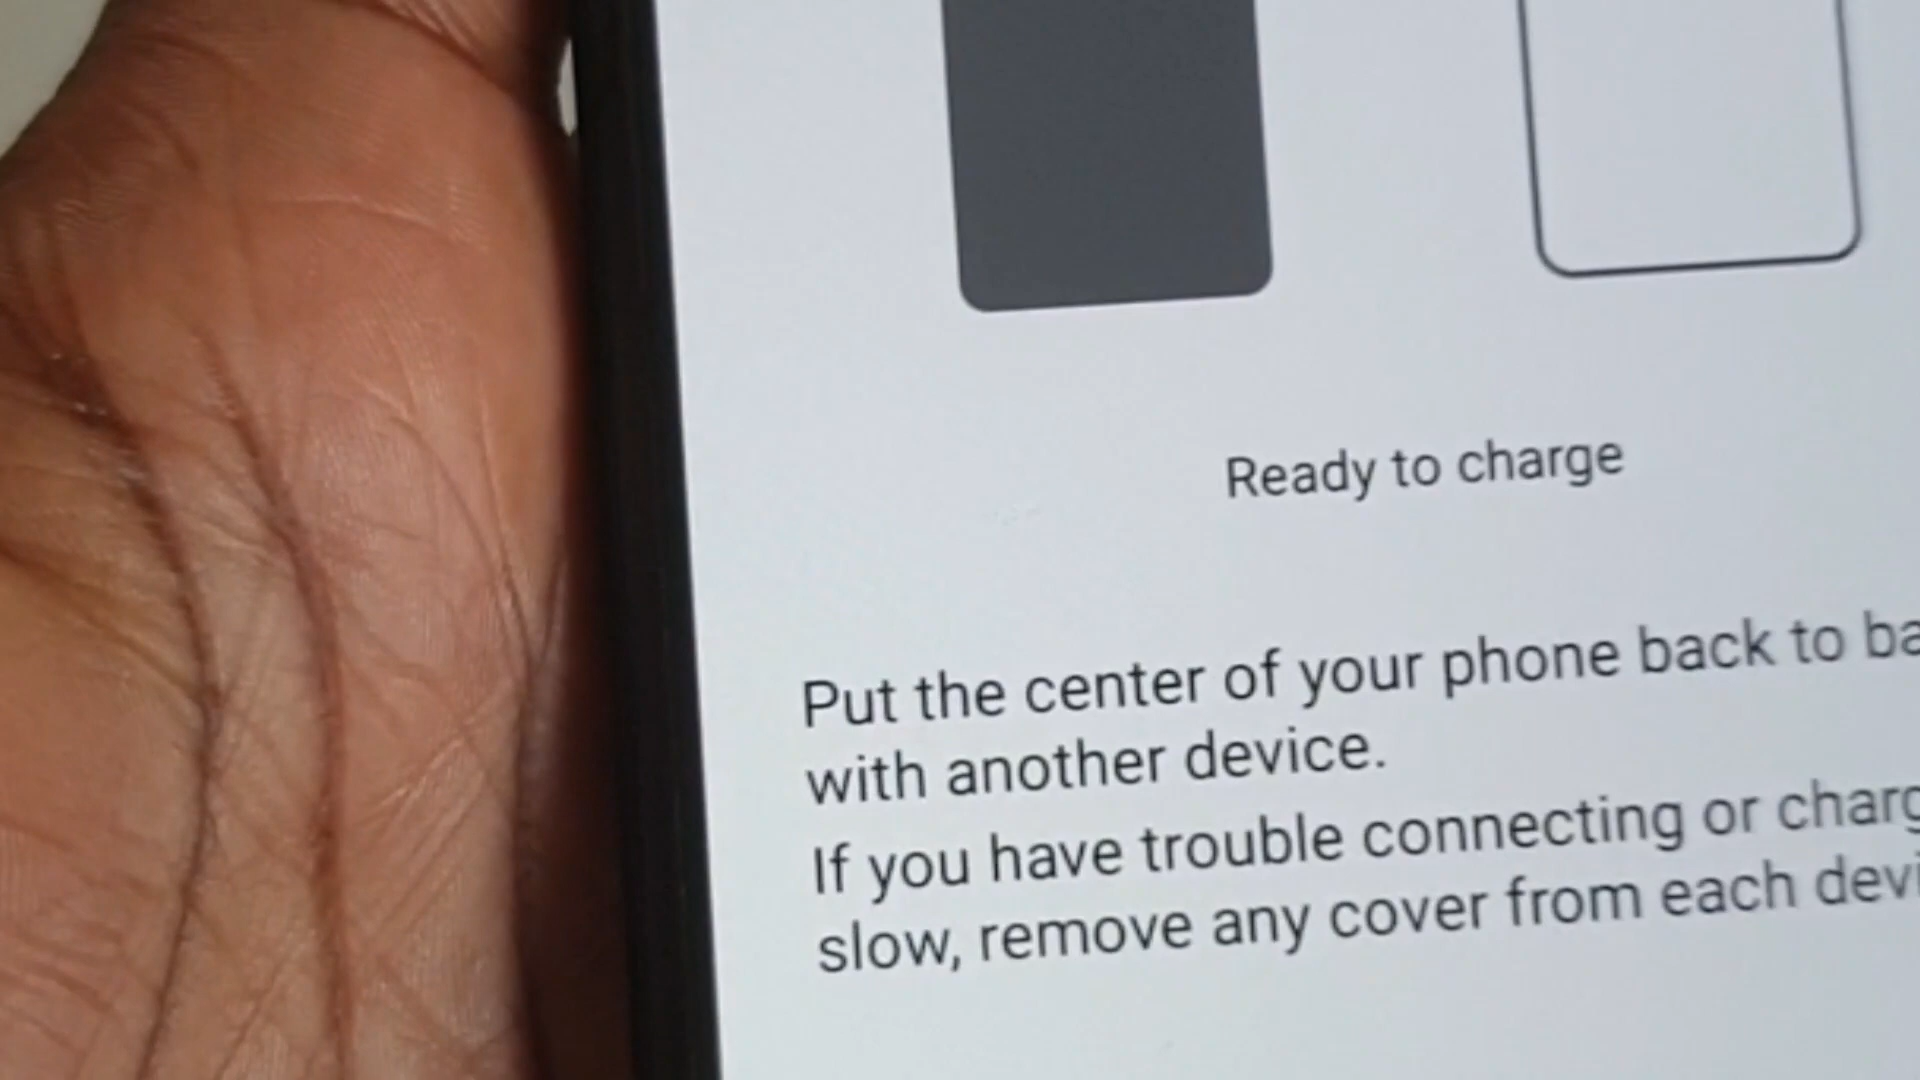 Ready to charge
Put the center of your phone back to
with another device.
If you have trouble connecting or
slow, remove any cover from each